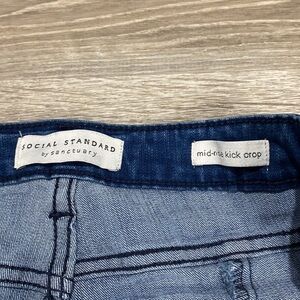 SOCIAL STANDARD
by sanctuary
mid-rise kick crop